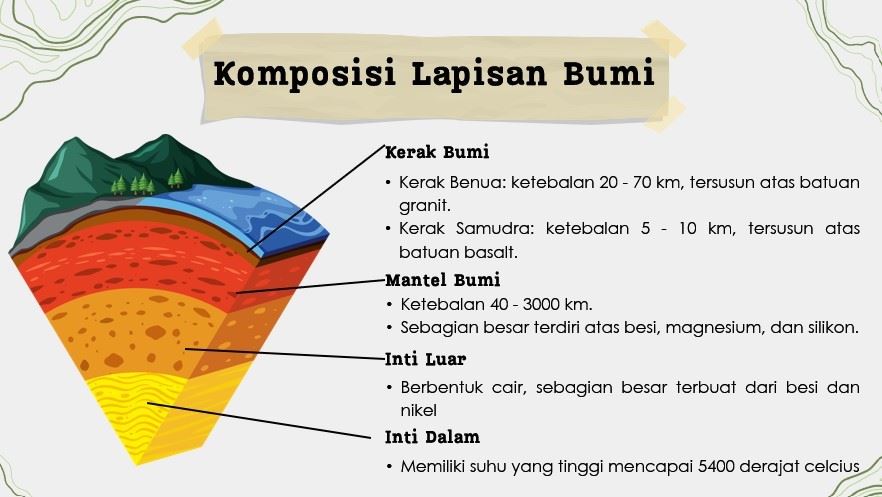 Komposisi Lapisan Bumi
Kerak Bumi
• Kerak Benua: ketebalan 20 - 70 km, tersusun atas batuan
granit.
• Kerak Samudra: ketebalan 5 - 10 km, tersusun atas
batuan basalt.
Mantel Bumi
• Ketebalan 40 - 3000 km.
• Sebagian besar terdiri atas besi, magnesium, dan silikon.
Inti Luar
• Berbentuk cair, sebagian besar terbuat dari besi dan
nikel
Inti Dalam
• Memiliki suhu yang tinggi mencapai 5400 derajat celcius